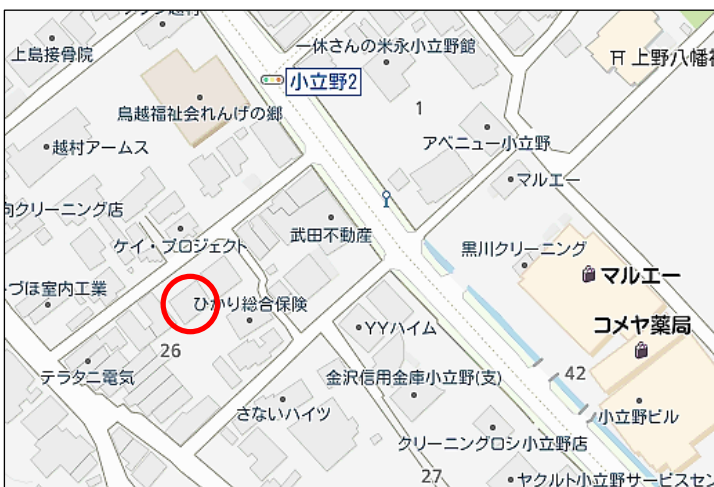 上島接骨院
一休さんの米永小立野館
上野八幡
小立野2
鳥越福祉会れんげの郷
1
アベニュー小立野
越村アームス
マルエー
クリーニング店
武田不動産
ケイ・プロジェクト
黒川クリーニング
マルエー
づほ室内工業
ひかり総合保険
YYハイム
コメヤ薬局
26
テラタニ電気
金沢信用金庫小立野(支)
42
さないハイツ
小立野ビル
クリーニングロシ小立野店
27
ヤクルト小立野サービスセン